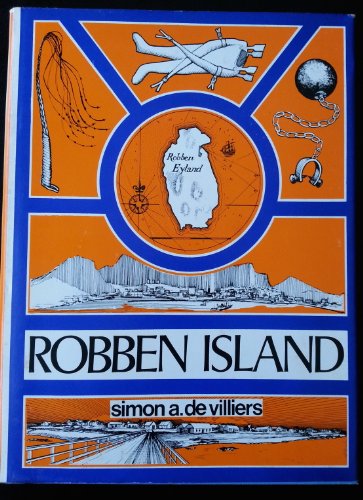 Robben
Eyland
ROBBEN ISLAND
simon a. de villiers